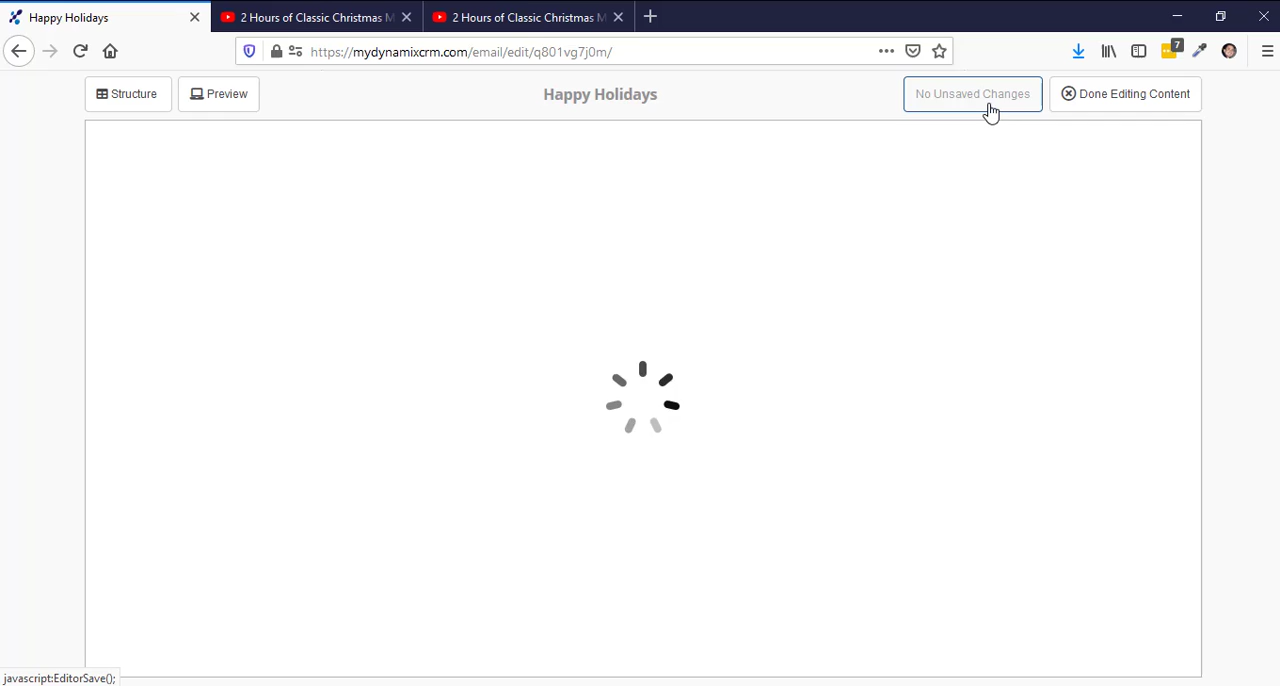 Happy Holidays
2 Hours of Classic Christmas M
2 Hours of Classic Christmas M
https://mydynamixcrm.com/email/edit/q801vg7j0m/
7
Structure
Preview
Happy Holidays
No Unsaved Changes
Done Editing Content
javascript:EditorSave();